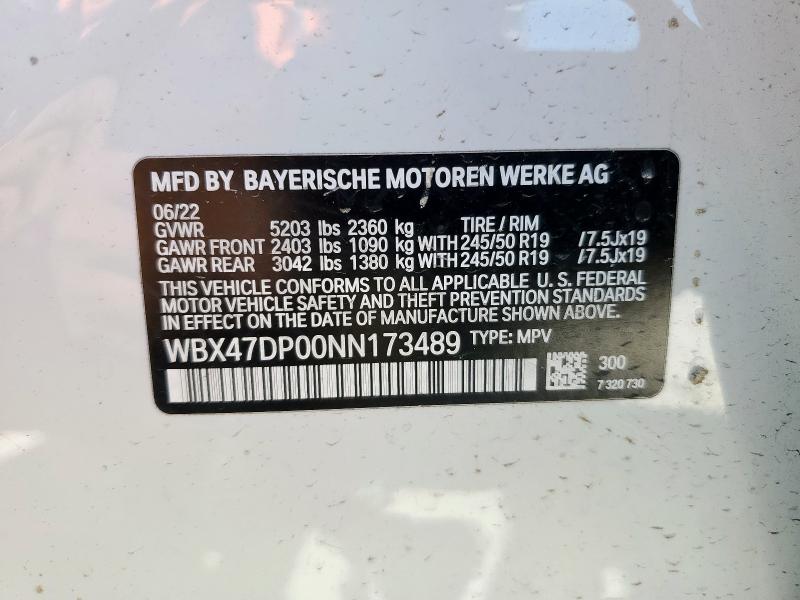 MFD BY BAYERISCHE MOTOREN WERKE AG
06/22
GVWR 5203 lbs 2360 kg TIRE / RIM
GAWR FRONT 2403 lbs 1090 kg WITH 245/50 R19 /7.5Jx19
GAWR REAR 3042 lbs 1380 kg WITH 245/50 R19 /7.5Jx19
THIS VEHICLE CONFORMS TO ALL APPLICABLE U. S. FEDERAL
MOTOR VEHICLE SAFETY AND THEFT PREVENTION STANDARDS
IN EFFECT ON THE DATE OF MANUFACTURE SHOWN ABOVE.
WBX47DP00NN173489 TYPE: MPV
300
7 320 730